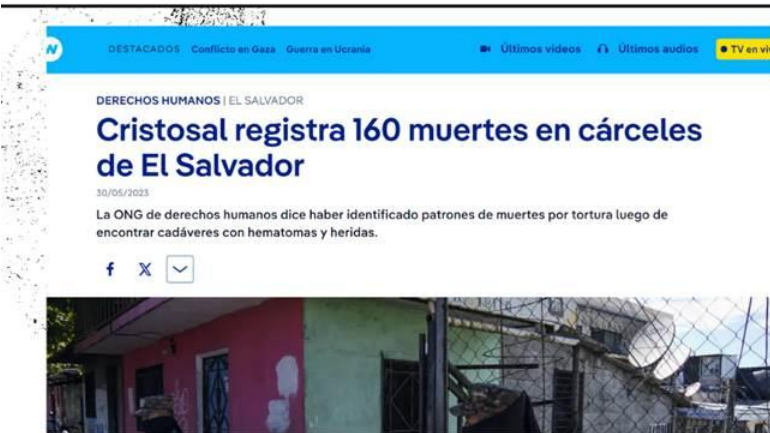 DESTACADOS Conflicto en Gaza Guerra en Ucrania Últimos videos Últimos audios TV en viv
DERECHOS HUMANOS | EL SALVADOR
Cristosal registra 160 muertes en cárceles
de El Salvador
30/05/2023
La ONG de derechos humanos dice haber identificado patrones de muertes por tortura luego de
encontrar cadáveres con hematomas y heridas.